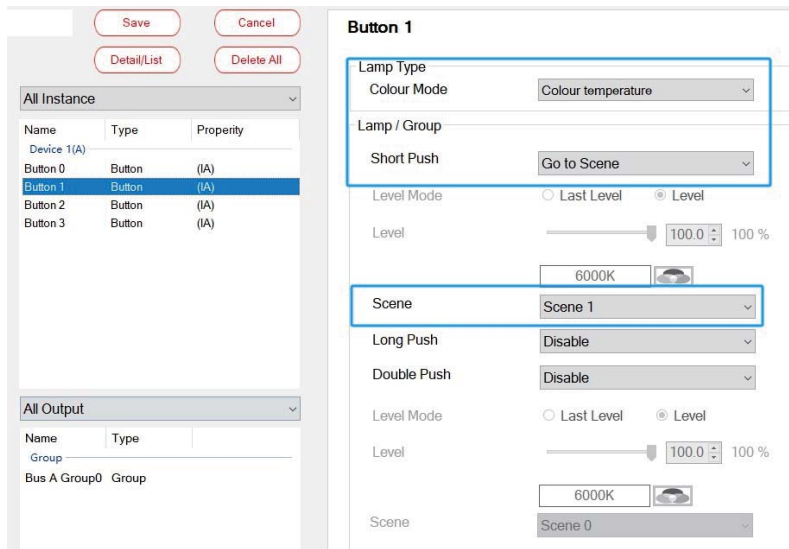 Save Cancel
Detail/List Delete All
All Instance
Name Type Properity
Device 1(A)
Button 0 Button (IA)
Button 1 Button (IA)
Button 2 Button (IA)
Button 3 Button (IA)
All Output
Name Type
Group
Bus A Group0 Group
Button 1
Lamp Type
Colour Mode Colour temperature
Lamp / Group
Short Push Go to Scene
Level Mode Last Level Level
Level 100.0 100 %
6000K
Scene Scene 1
Long Push Disable
Double Push Disable
Level Mode Last Level Level
Level 100.0 100 %
6000K
Scene Scene 0